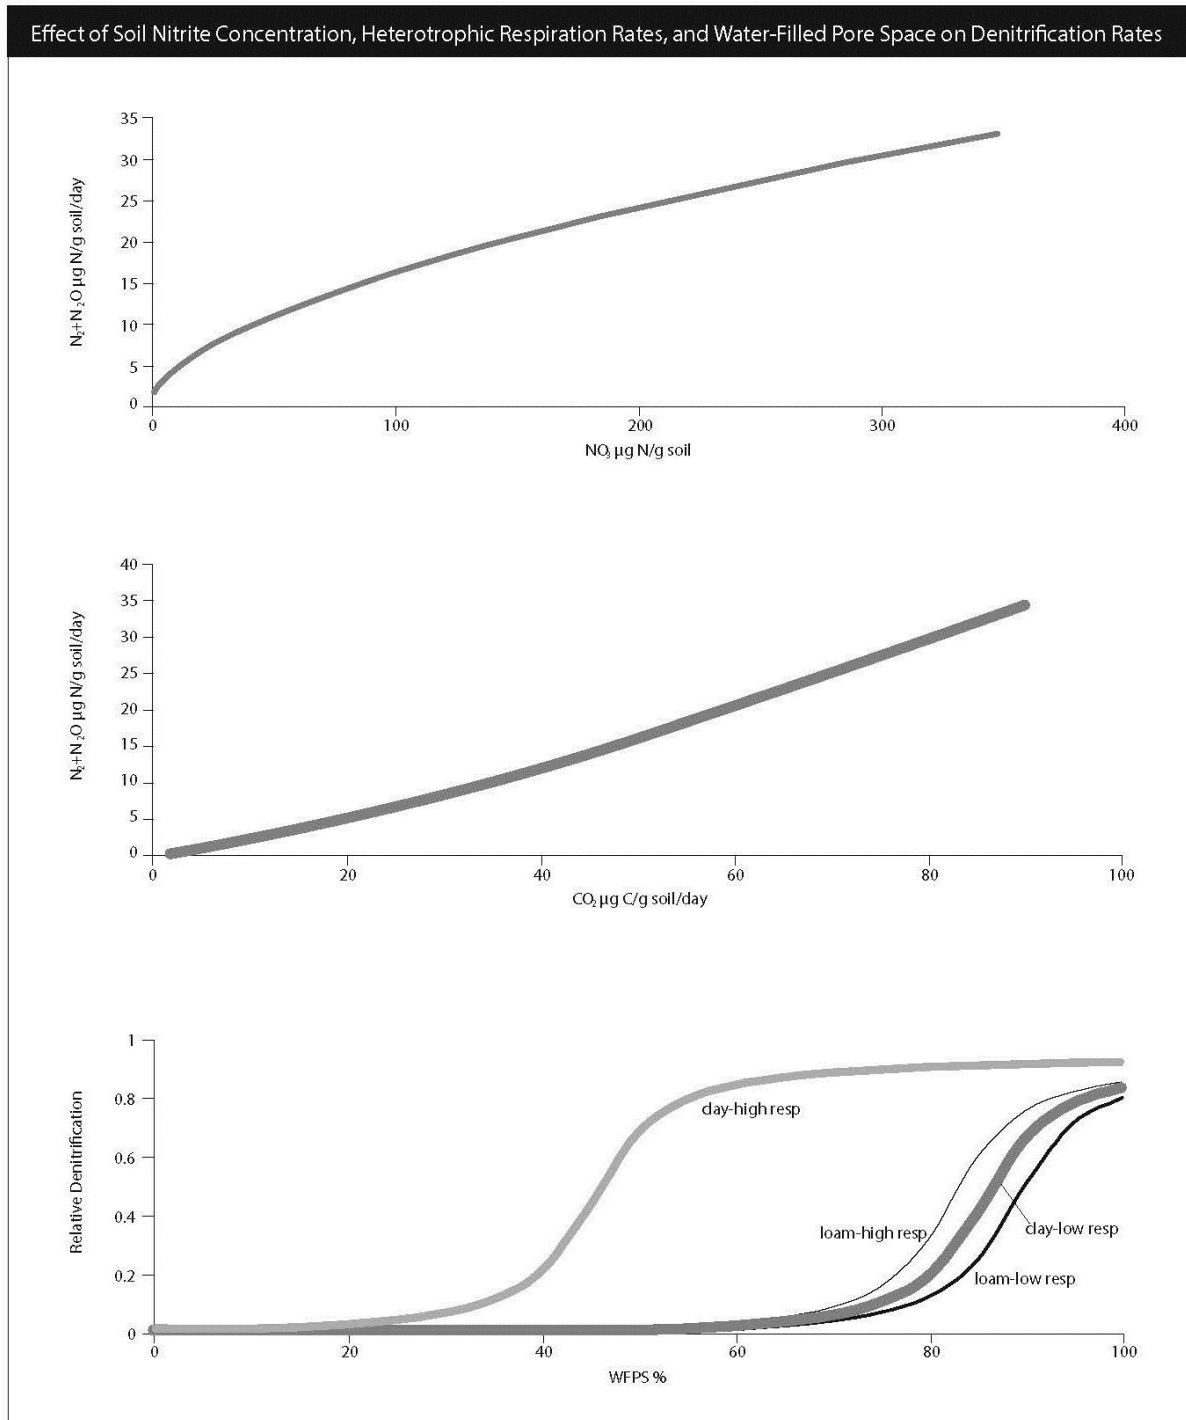 Effect of Soil Nitrite Concentration, Heterotrophic Respiration Rates, and Water-Filled Pore Space on Denitrification Rates
35
30
25
20
15
10
5
0
N₂+N₂O µg N/g soil/day
0 100 200 300 400
NO₃ µg N/g soil
40
35
30
25
20
15
10
5
0
N₂+N₂O µg N/g soil/day
0 20 40 60 80 100
CO₂ µg C/g soil/day
1
0.8
0.6
0.4
0.2
0
Relative Denitrification
clay-high resp
loam-high resp
clay-low resp
loam-low resp
0 20 40 60 80 100
WFPS %